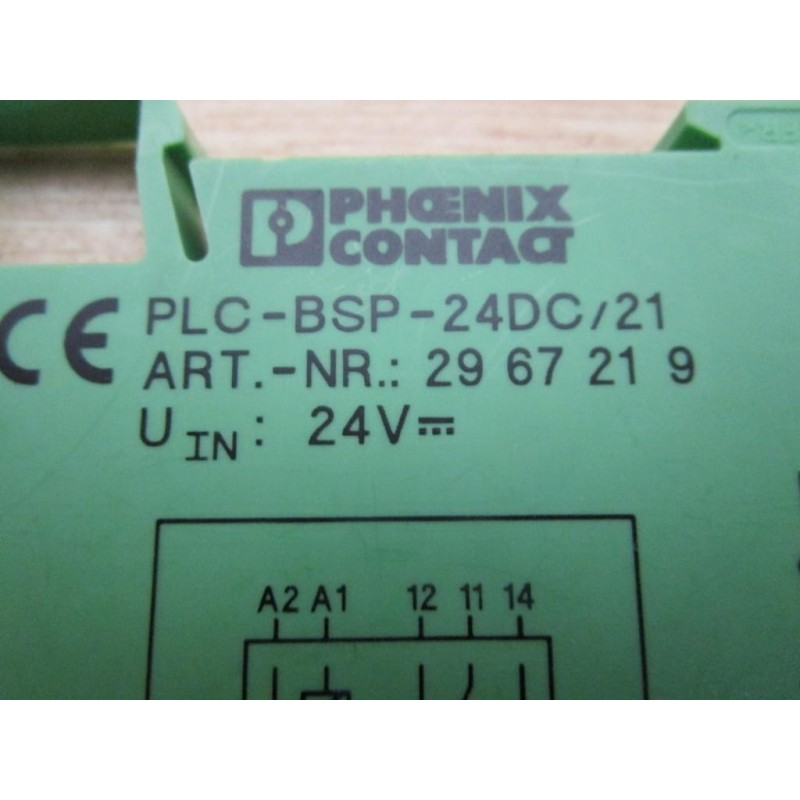 PHŒNIX
CONTACT
CE PLC-BSP-24DC/21
ART.-NR.: 29 67 21 9
U IN : 24V⎓
A2 A1 12 11 14